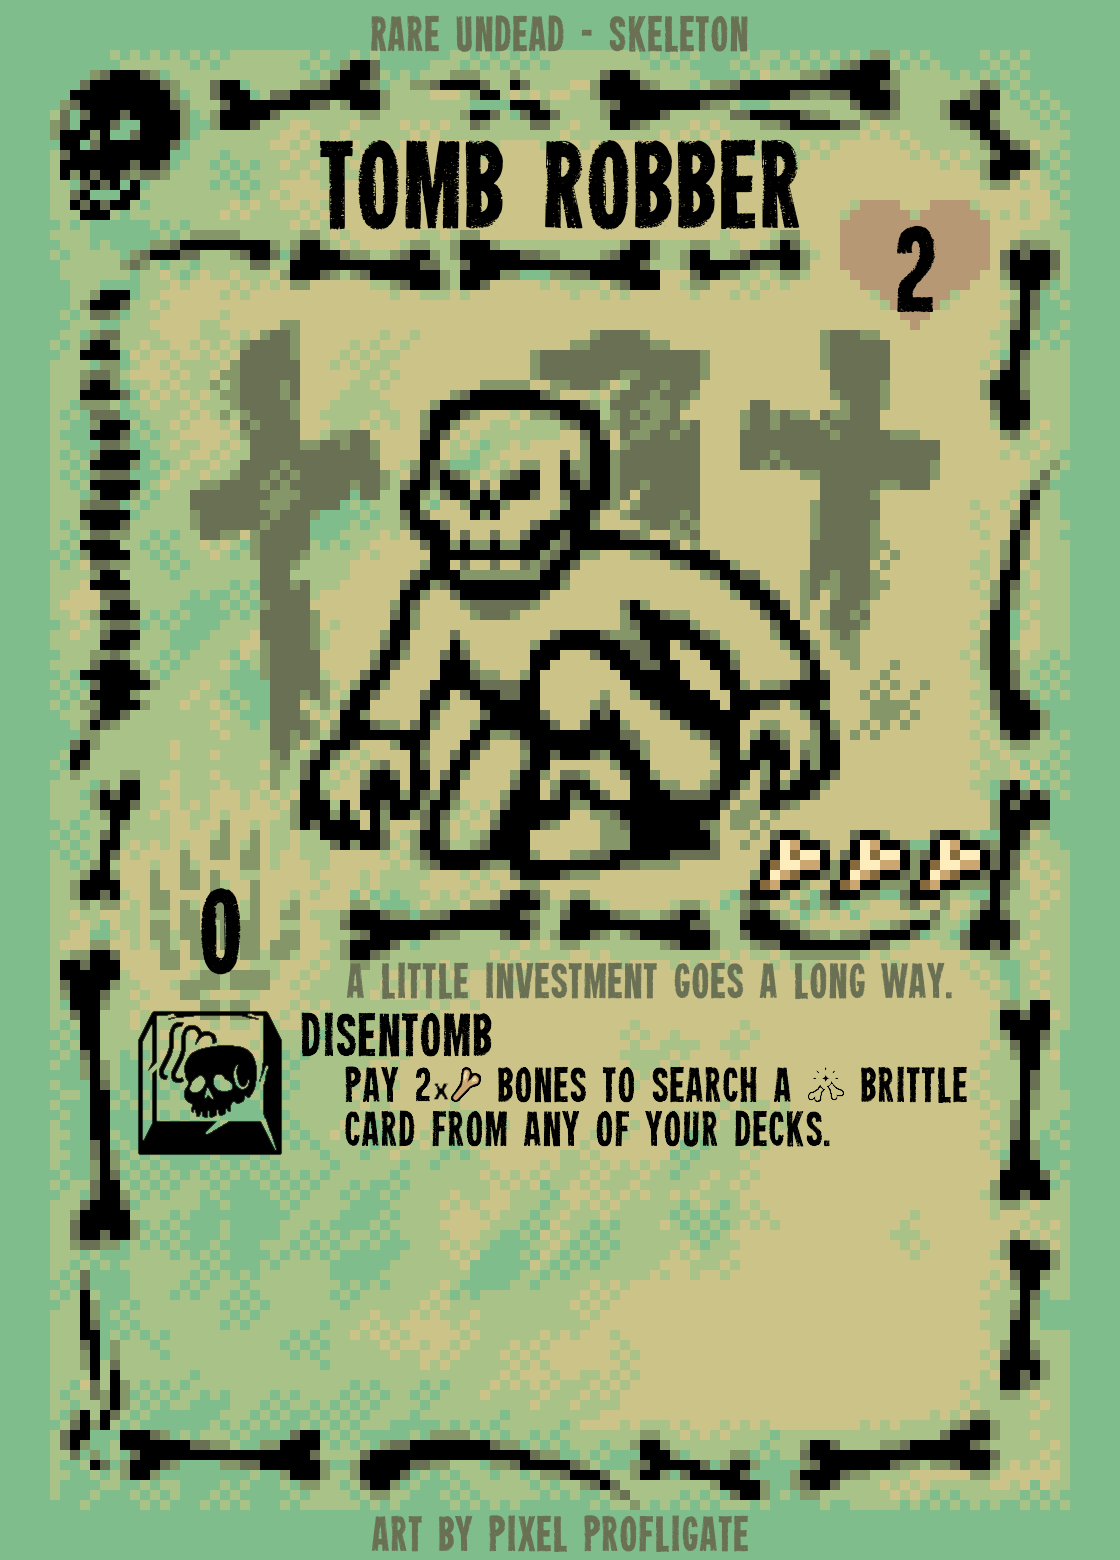 RARE UNDEAD - SKELETON
TOMB ROBBER
2
0
A LITTLE INVESTMENT GOES A LONG WAY.
DISENTOMB
PAY 2x BONES TO SEARCH A BRITTLE
CARD FROM ANY OF YOUR DECKS.
ART BY PIXEL PROFLIGATE